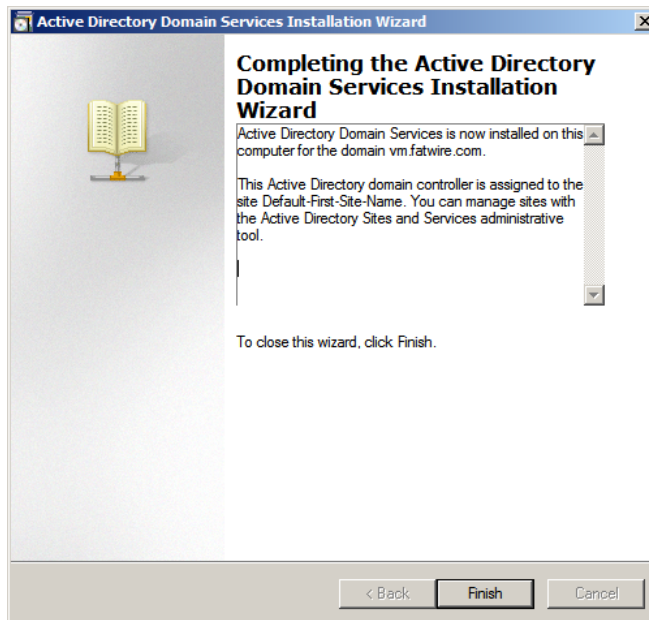 Active Directory Domain Services Installation Wizard
Completing the Active Directory
Domain Services Installation
Wizard
Active Directory Domain Services is now installed on this
computer for the domain vm.fatwire.com.
This Active Directory domain controller is assigned to the
site Default-First-Site-Name. You can manage sites with
the Active Directory Sites and Services administrative
tool.
To close this wizard, click Finish.
< Back
Finish
Cancel